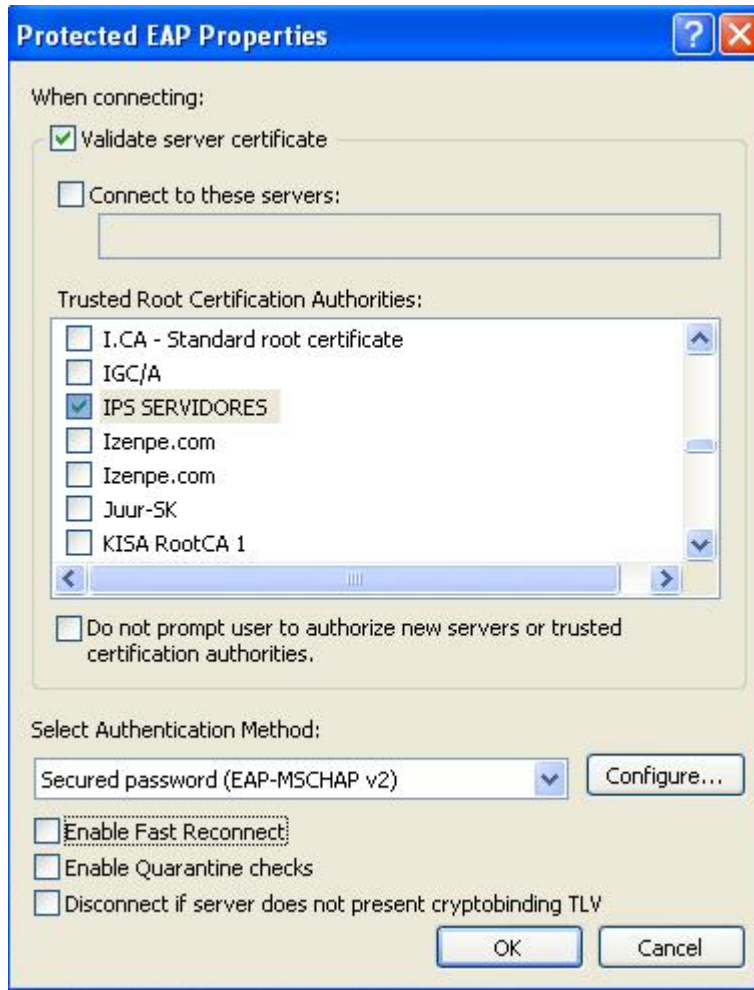 Protected EAP Properties
When connecting:
Validate server certificate
Connect to these servers:
Trusted Root Certification Authorities:
I.CA - Standard root certificate
IGC/A
IPS SERVIDORES
Izenpe.com
Izenpe.com
Juur-SK
KISA RootCA 1
Do not prompt user to authorize new servers or trusted
certification authorities.
Select Authentication Method:
Secured password (EAP-MSCHAP v2)
Configure...
Enable Fast Reconnect
Enable Quarantine checks
Disconnect if server does not present cryptobinding TLV
OK
Cancel